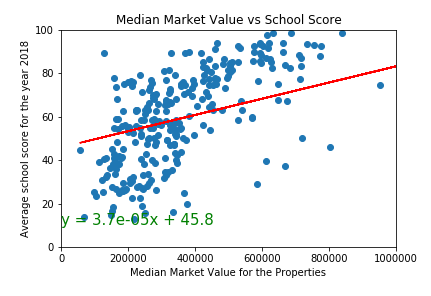 Median Market Value vs School Score
Average school score for the year 2018
100
80
60
40
20
0
y = 3.7e-05x + 45.8
0 200000 400000 600000 800000 1000000
Median Market Value for the Properties